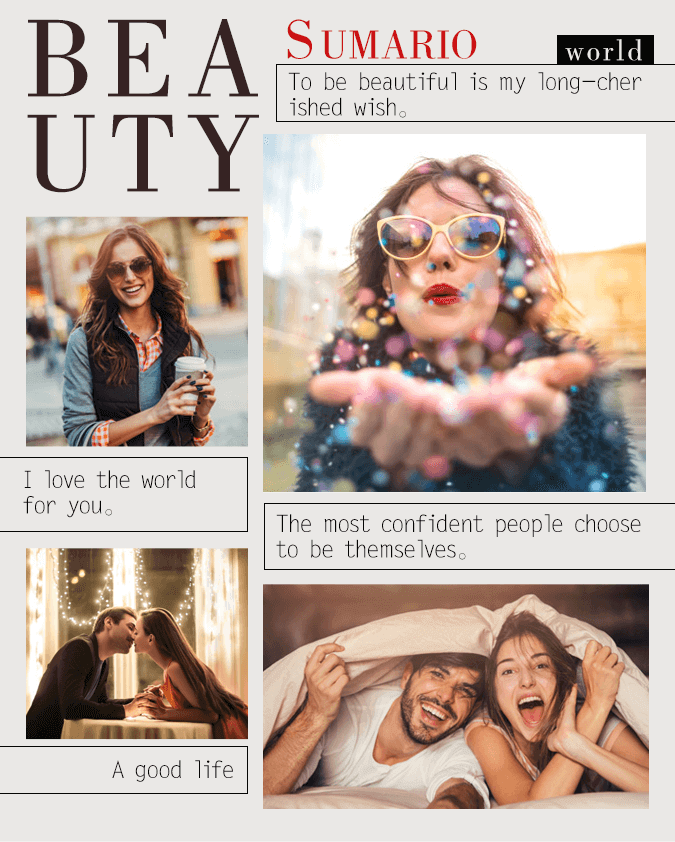 BEA
UTY
SUMARIO
world
To be beautiful is my long-cher
ished wish。
I love the world
for you。
The most confident people choose
to be themselves。
A good life